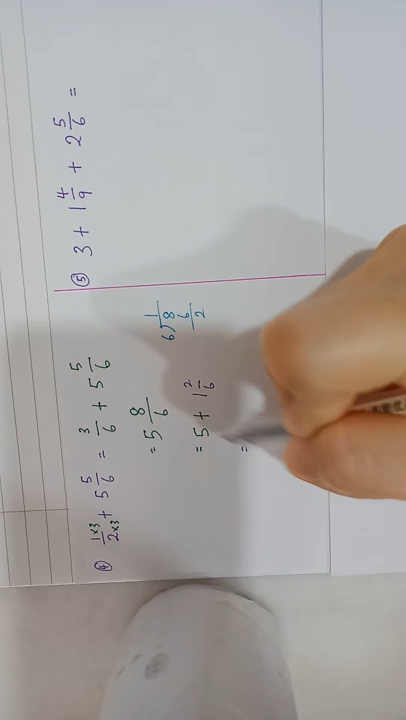 ④ 1×3/2×3 + 5 5/6 = 3/6 + 5 5/6
= 5 8/6
1
6)8
6
2
= 5 + 1 2/6
=
⑤ 3 + 1 4/9 + 2 5/6 =